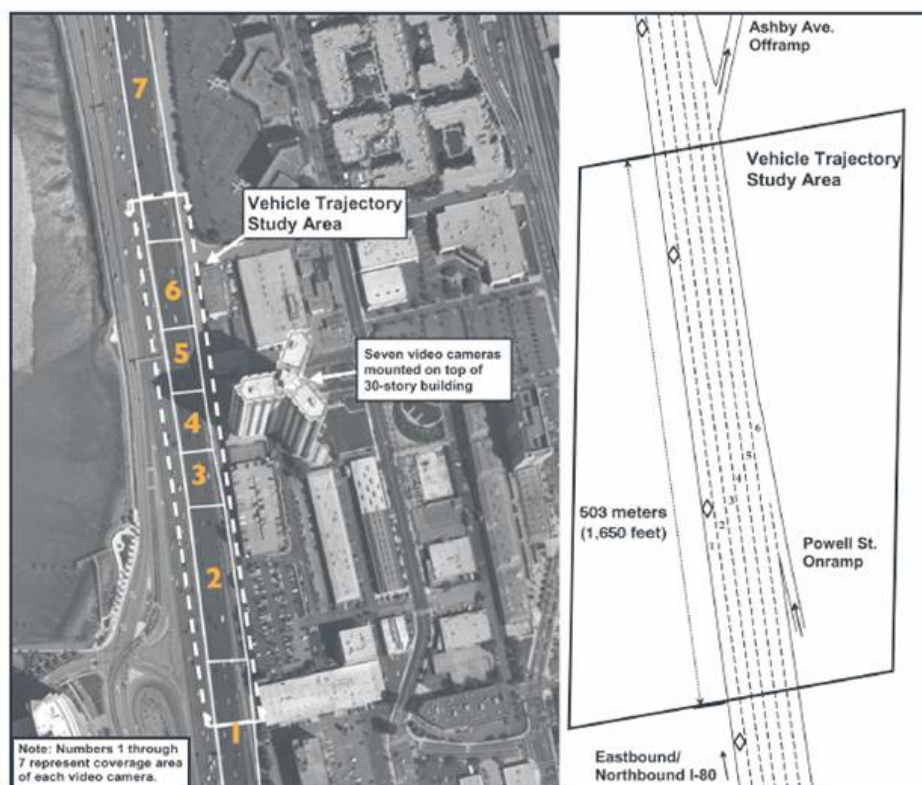 7
Vehicle Trajectory
Study Area
6
5
Seven video cameras
mounted on top of
30-story building
4
3
2
1
Note: Numbers 1 through
7 represent coverage area
of each video camera.
Ashby Ave.
Offramp
Vehicle Trajectory
Study Area
503 meters
(1,650 feet)
1 2 3 4 5 6
Powell St.
Onramp
Eastbound/
Northbound I-80